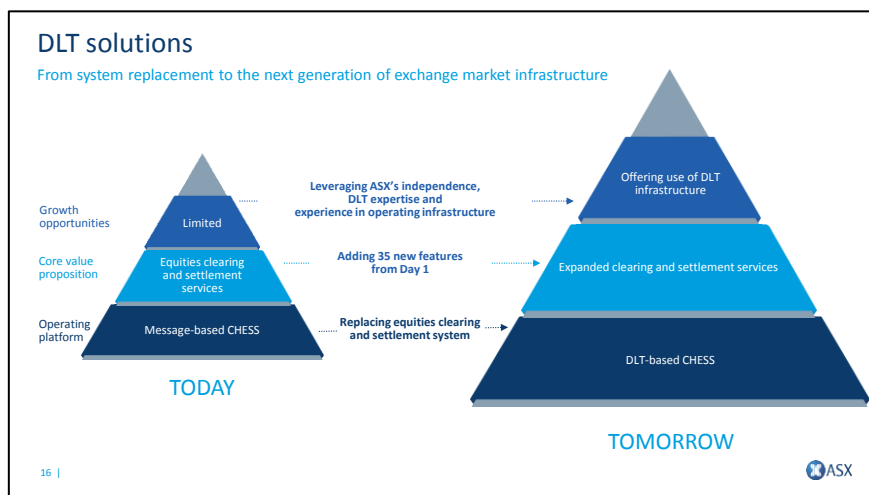 DLT solutions
From system replacement to the next generation of exchange market infrastructure
Growth
opportunities
Limited
Leveraging ASX's independence,
DLT expertise and
experience in operating infrastructure
Offering use of DLT
infrastructure
Core value
proposition
Equities clearing
and settlement
services
Adding 35 new features
from Day 1
Expanded clearing and settlement services
Operating
platform
Message-based CHESS
Replacing equities clearing
and settlement system
DLT-based CHESS
TODAY
TOMORROW
16 |
ASX